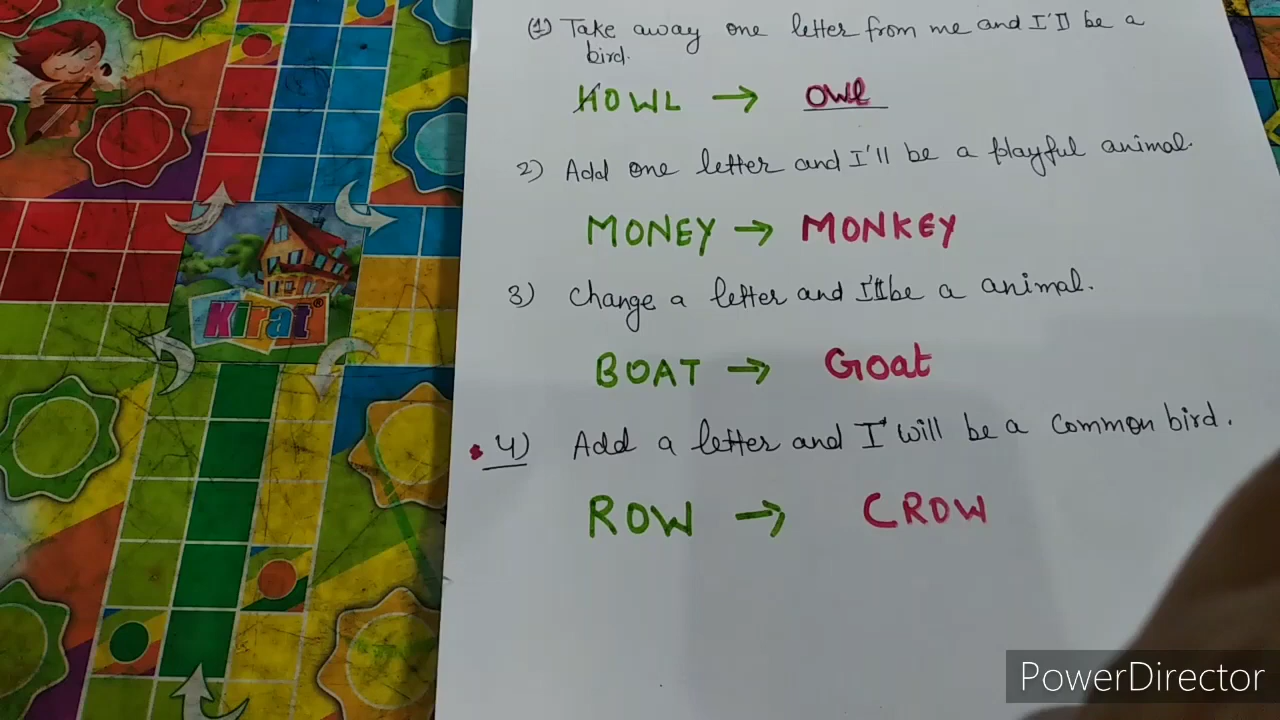 (1) Take away one letter from me and I'll be a
bird.
HOWL → owl
2) Add one letter and I'll be a playful animal.
MONEY → MONKEY
3) Change a letter and I'll be a animal.
BOAT → Goat
4) Add a letter and I will be a common bird.
ROW → CROW
Kirat®
PowerDirector